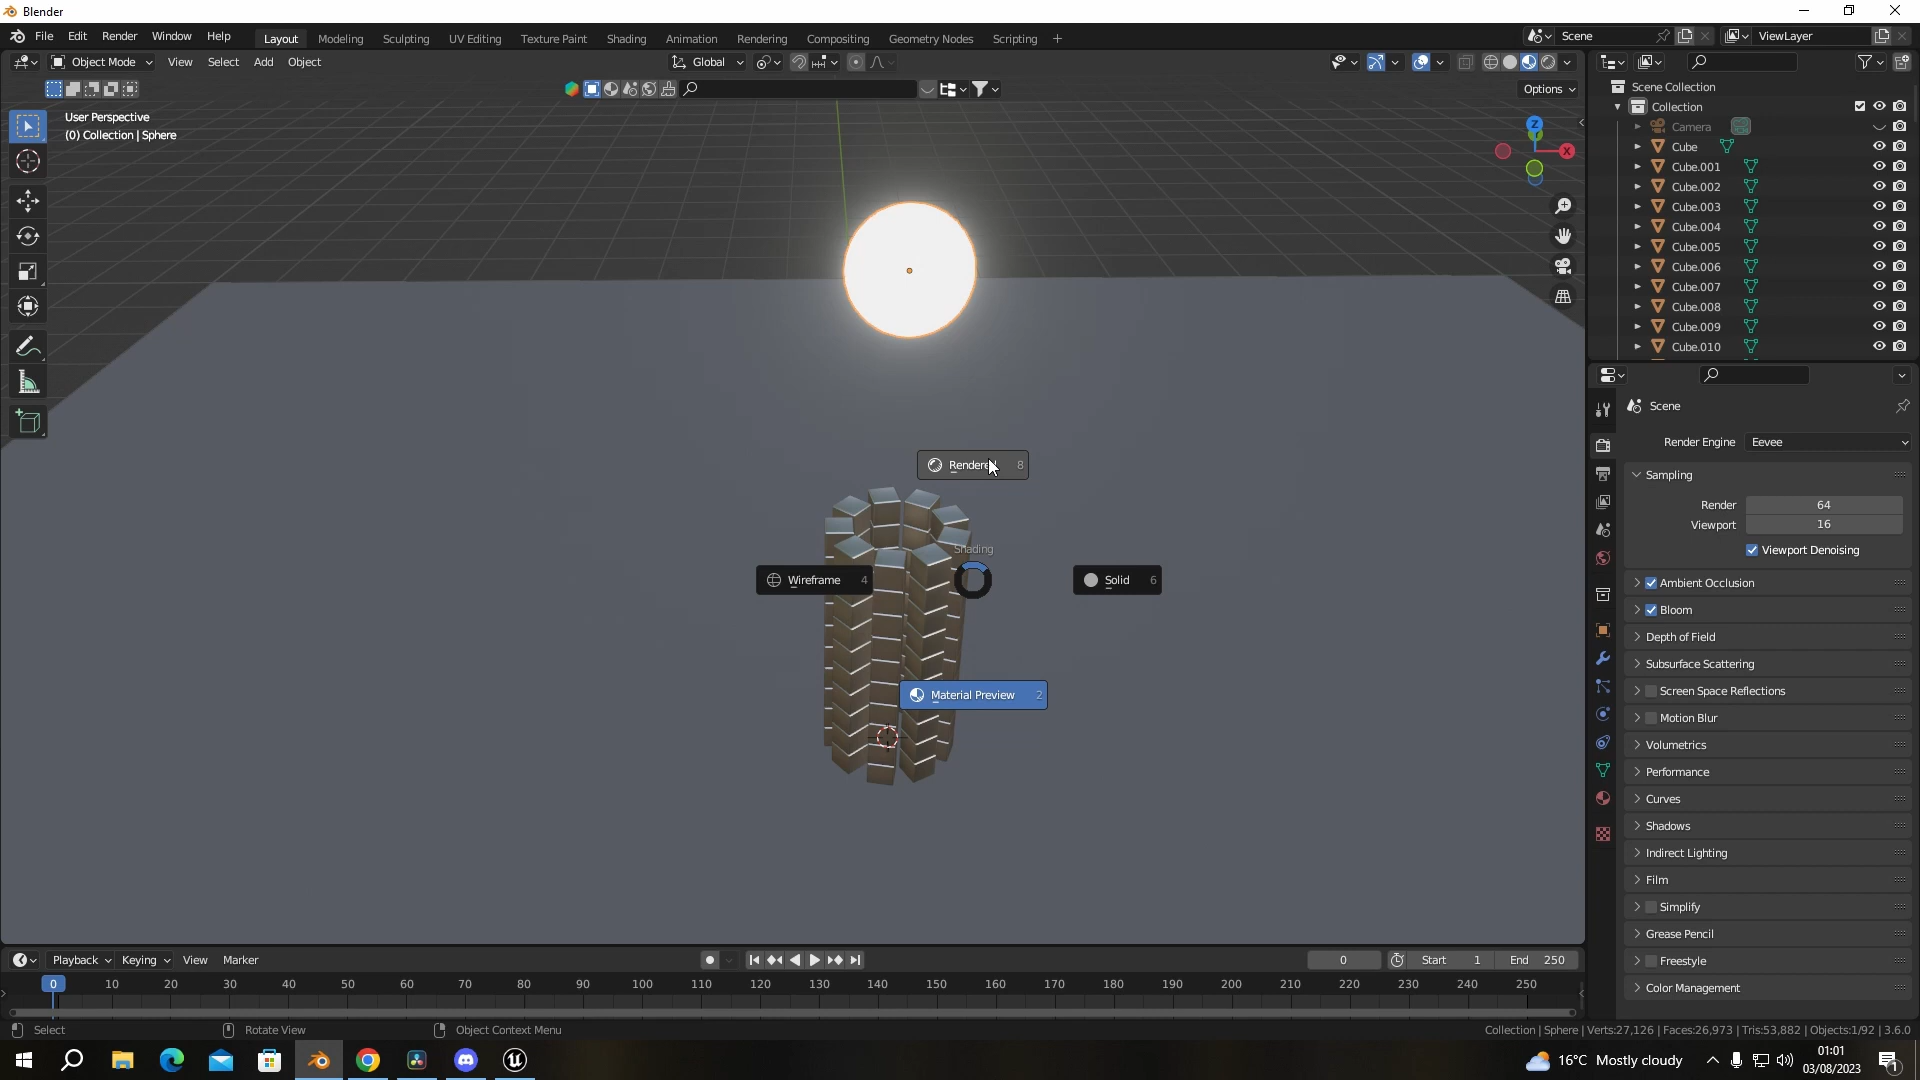 Blender
File Edit Render Window Help Layout Modeling Sculpting UV Editing Texture Paint Shading Animation Rendering Compositing Geometry Nodes Scripting + Scene ViewLayer
Object Mode View Select Add Object Global
Options
User Perspective
(0) Collection | Sphere
Z
X
Scene Collection
Collection
Camera
Cube
Cube.001
Cube.002
Cube.003
Cube.004
Cube.005
Cube.006
Cube.007
Cube.008
Cube.009
Cube.010
Scene
Render Engine Eevee
Sampling
Render 64
Viewport 16
Viewport Denoising
Ambient Occlusion
Bloom
Depth of Field
Subsurface Scattering
Screen Space Reflections
Motion Blur
Volumetrics
Performance
Curves
Shadows
Indirect Lighting
Film
Simplify
Grease Pencil
Freestyle
Color Management
Rendered 8
Shading
Wireframe 4
Solid 6
Material Preview 2
Playback Keying View Marker 0 Start 1 End 250
0 10 20 30 40 50 60 70 80 90 100 110 120 130 140 150 160 170 180 190 200 210 220 230 240 250
Select Rotate View Object Context Menu Collection | Sphere | Verts:27,126 | Faces:26,973 | Tris:53,882 | Objects:1/92 | 3.6.0
16°C Mostly cloudy
01:01
03/08/2023
1